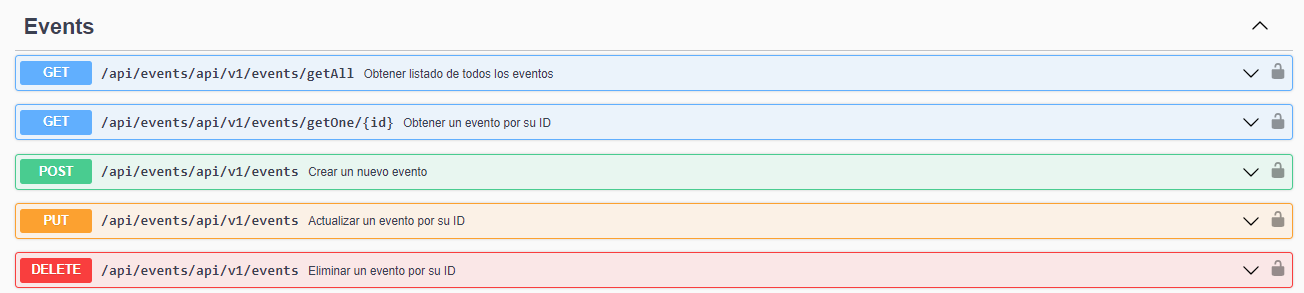 Events
GET /api/events/api/v1/events/getAll Obtener listado de todos los eventos
GET /api/events/api/v1/events/getOne/{id} Obtener un evento por su ID
POST /api/events/api/v1/events Crear un nuevo evento
PUT /api/events/api/v1/events Actualizar un evento por su ID
DELETE /api/events/api/v1/events Eliminar un evento por su ID